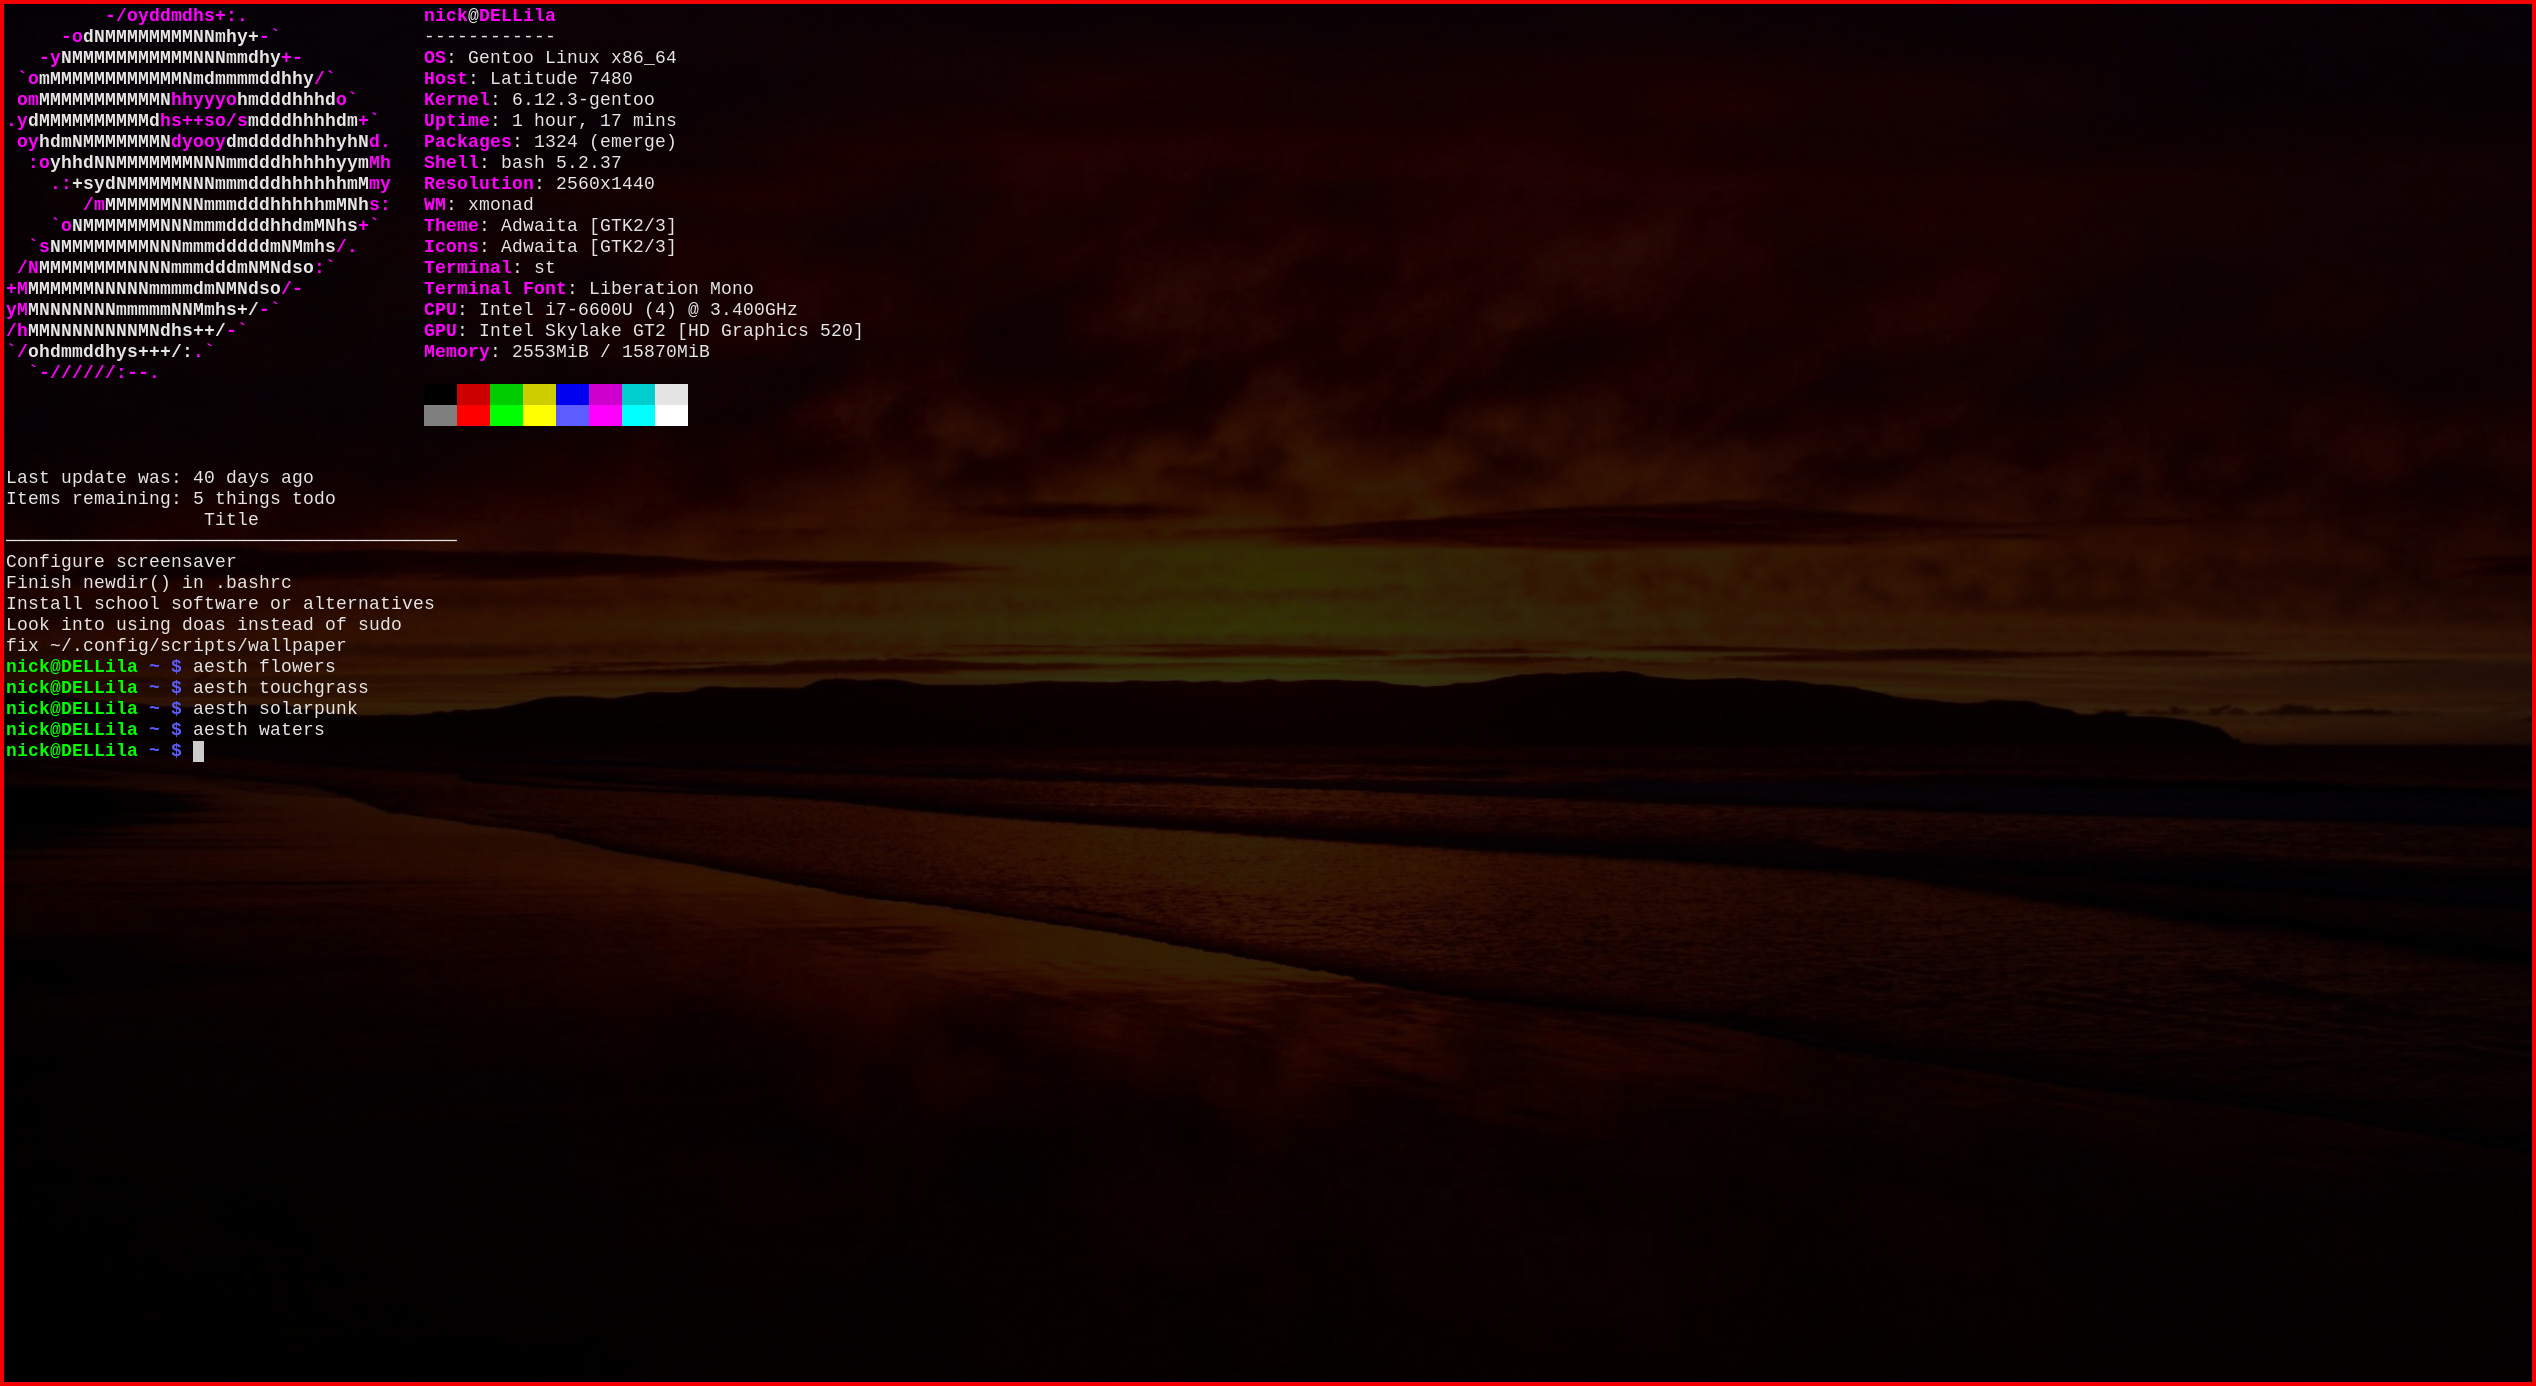 -/oyddmdhs+:.
-odNMMMMMMMMNNmhy+-`
-yNMMMMMMMMMMMNNNmmdhy+-
`omMMMMMMMMMMMMNmdmmmmddhhy/`
omMMMMMMMMMMMNhhyyyohmdddhhhdo`
.ydMMMMMMMMMMdhs++so/smdddhhhhdm+`
oyhdmNMMMMMMMNdyooydmddddhhhhyhNd.
:oyhhdNNMMMMMMMNNNmmdddhhhhhyymMh
.:+sydNMMMMMNNNmmmdddhhhhhhmMmy
/mMMMMMMNNNmmmdddhhhhhmMNhs:
`oNMMMMMMMNNNmmmddddhhdmMNhs+`
`sNMMMMMMMMNNNmmmdddddmNMmhs/.
/NMMMMMMMMNNNNmmmdddmNMNdso:`
+MMMMMMMNNNNNmmmmdmNMNdso/-
yMMNNNNNNNmmmmmNNMmhs+/-`
/hMMNNNNNNNNMNdhs++/-`
`/ohdmmddhys+++/:.`
`-//////:--.
nick@DELLila
------------
OS: Gentoo Linux x86_64
Host: Latitude 7480
Kernel: 6.12.3-gentoo
Uptime: 1 hour, 17 mins
Packages: 1324 (emerge)
Shell: bash 5.2.37
Resolution: 2560x1440
WM: xmonad
Theme: Adwaita [GTK2/3]
Icons: Adwaita [GTK2/3]
Terminal: st
Terminal Font: Liberation Mono
CPU: Intel i7-6600U (4) @ 3.400GHz
GPU: Intel Skylake GT2 [HD Graphics 520]
Memory: 2553MiB / 15870MiB
Last update was: 40 days ago
Items remaining: 5 things todo
Title
Configure screensaver
Finish newdir() in .bashrc
Install school software or alternatives
Look into using doas instead of sudo
fix ~/.config/scripts/wallpaper
nick@DELLila ~ $ aesth flowers
nick@DELLila ~ $ aesth touchgrass
nick@DELLila ~ $ aesth solarpunk
nick@DELLila ~ $ aesth waters
nick@DELLila ~ $